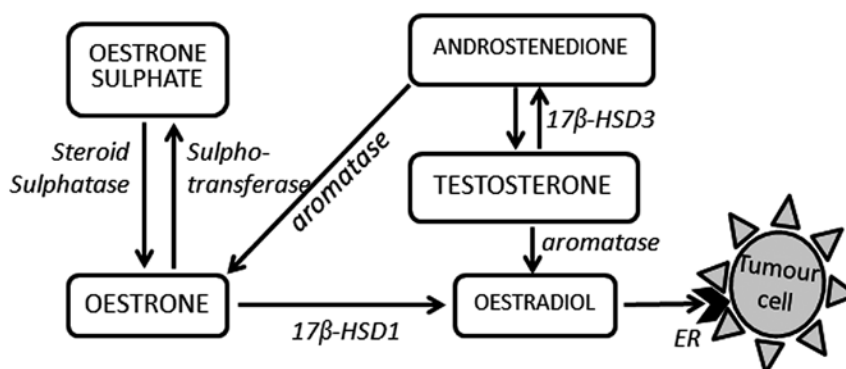 OESTRONE
SULPHATE
ANDROSTENEDIONE
Steroid
Sulphatase
Sulpho-
transferase
aromatase
17β-HSD3
TESTOSTERONE
aromatase
OESTRONE
17β-HSD1
OESTRADIOL
ER
Tumour
cell